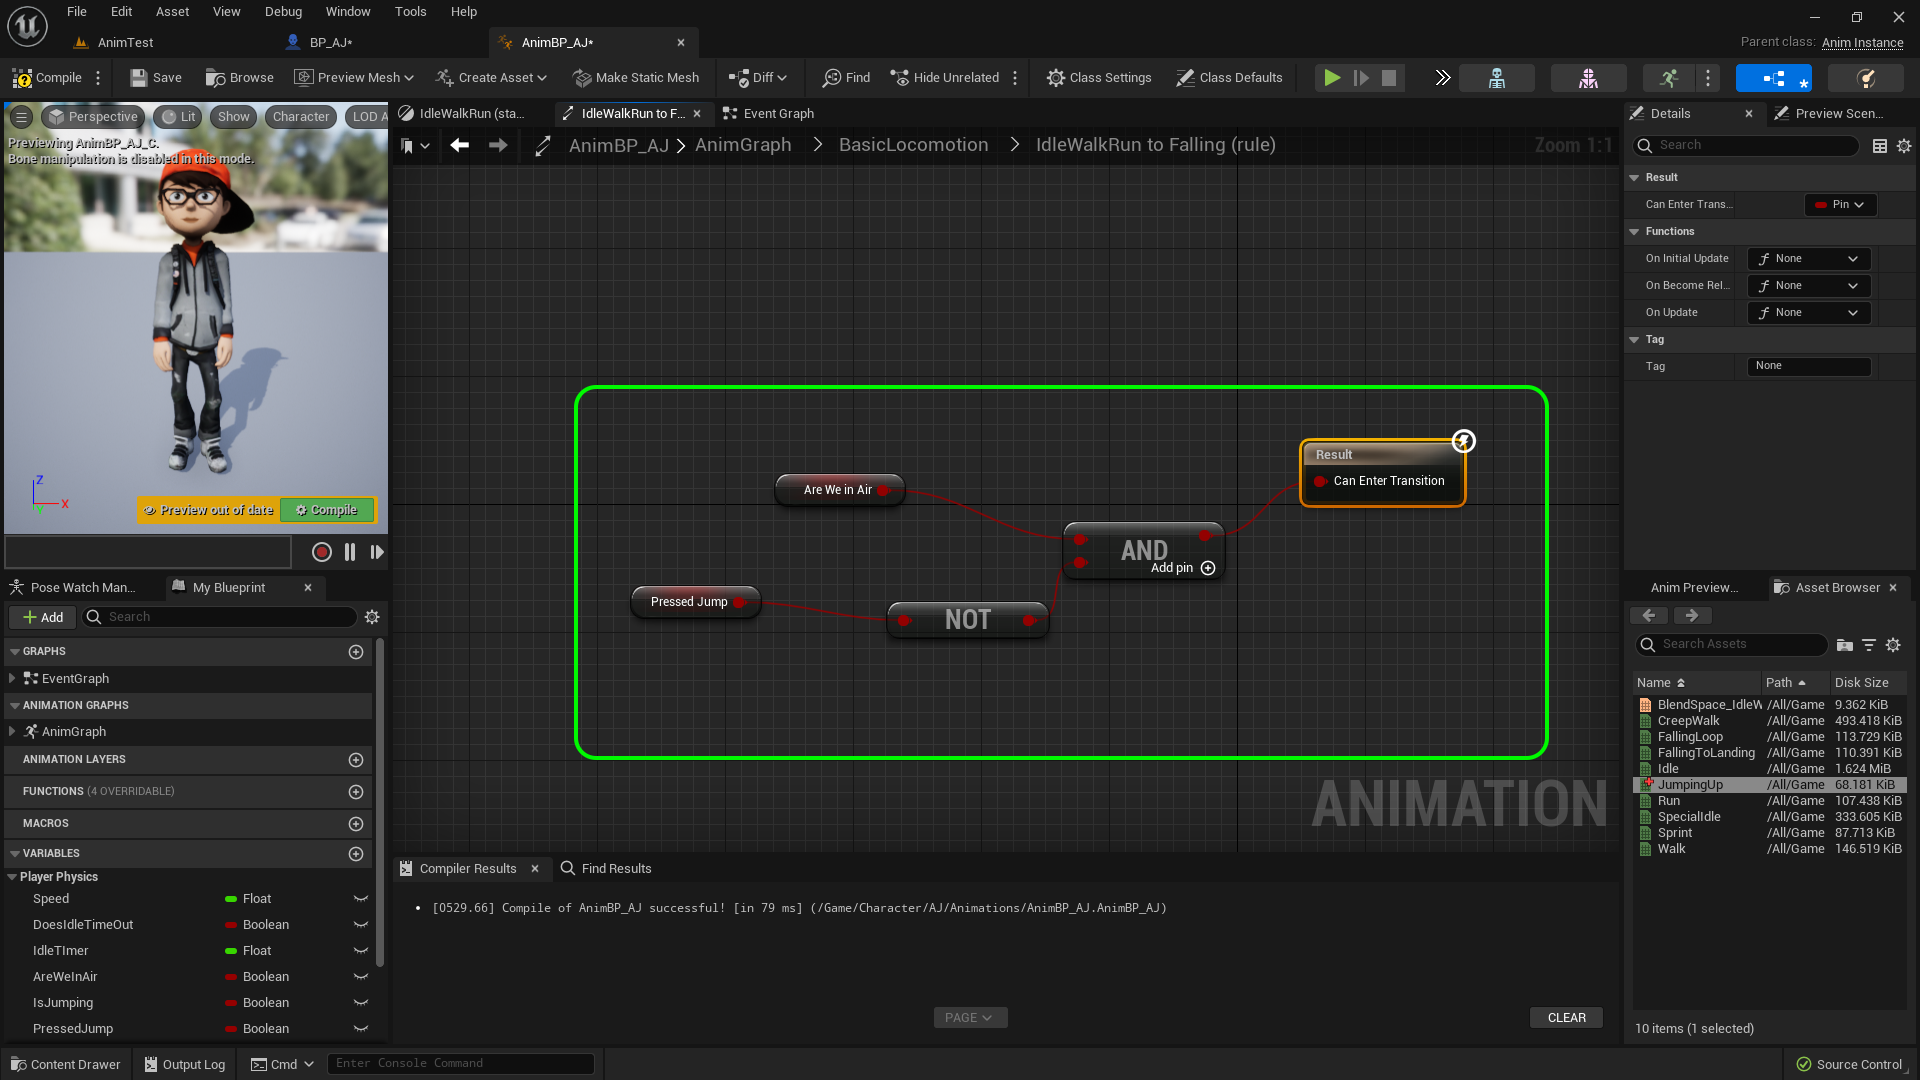 File Edit Asset View Debug Window Tools Help
AnimTest BP_AJ* AnimBP_AJ*
Parent class: Anim Instance
Compile Save Browse Preview Mesh Create Asset Make Static Mesh Diff Find Hide Unrelated Class Settings Class Defaults
Perspective Lit Show Character LOD A
Previewing AnimBP_AJ_C.
Bone manipulation is disabled in this mode.
Z
X
Y
Preview out of date Compile
Pose Watch Man... My Blueprint
Add Search
GRAPHS
EventGraph
ANIMATION GRAPHS
AnimGraph
ANIMATION LAYERS
FUNCTIONS (4 OVERRIDABLE)
MACROS
VARIABLES
Player Physics
Speed Float
DoesIdleTimeOut Boolean
IdleTImer Float
AreWeInAir Boolean
IsJumping Boolean
PressedJump Boolean
IdleWalkRun (sta... IdleWalkRun to F... Event Graph
AnimBP_AJ > AnimGraph > BasicLocomotion > IdleWalkRun to Falling (rule)
Zoom 1:1
Result
Can Enter Transition
Are We in Air
AND
Add pin
Pressed Jump
NOT
ANIMATION
Compiler Results Find Results
• [0529.66] Compile of AnimBP_AJ successful! [in 79 ms] (/Game/Character/AJ/Animations/AnimBP_AJ.AnimBP_AJ)
PAGE
CLEAR
Details Preview Scen...
Search
Result
Can Enter Trans... Pin
Functions
On Initial Update None
On Become Rel... None
On Update None
Tag
Tag None
Anim Preview... Asset Browser
Search Assets
Name Path Disk Size
BlendSpace_IdleW /All/Game 9.362 KiB
CreepWalk /All/Game 493.418 KiB
FallingLoop /All/Game 113.729 KiB
FallingToLanding /All/Game 110.391 KiB
Idle /All/Game 1.624 MiB
JumpingUp /All/Game 68.181 KiB
Run /All/Game 107.438 KiB
SpecialIdle /All/Game 333.605 KiB
Sprint /All/Game 87.713 KiB
Walk /All/Game 146.519 KiB
10 items (1 selected)
Content Drawer Output Log Cmd Enter Console Command Source Control